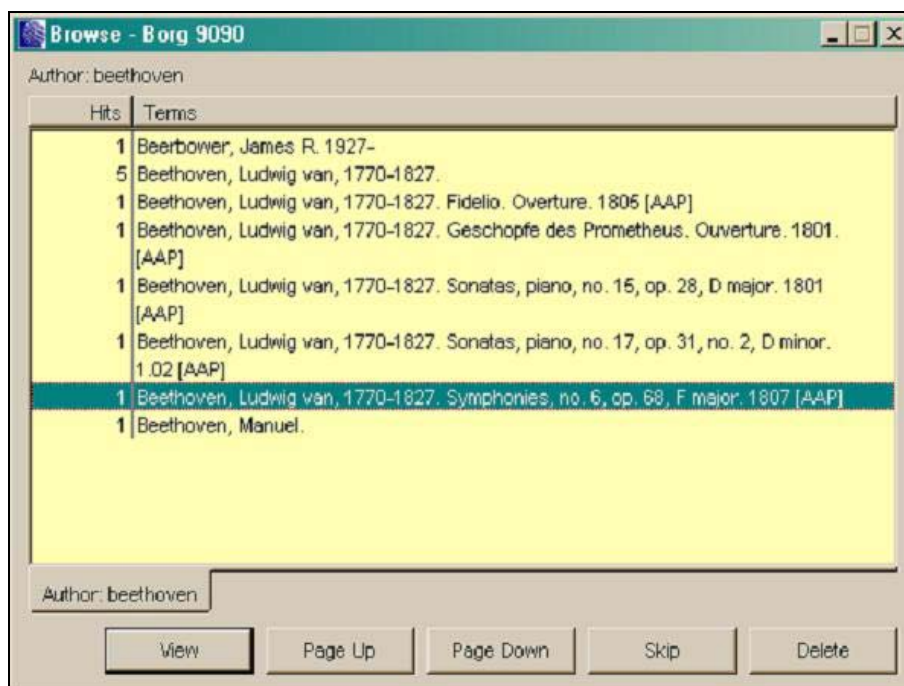 Browse - Borg 9090
Author: beethoven
Hits Terms
1 Beerbower, James R. 1927-
5 Beethoven, Ludwig van, 1770-1827.
1 Beethoven, Ludwig van, 1770-1827. Fidelio. Overture. 1805 [AAP]
1 Beethoven, Ludwig van, 1770-1827. Geschopfe des Prometheus. Ouverture. 1801.
[AAP]
1 Beethoven, Ludwig van, 1770-1827. Sonatas, piano, no. 15, op. 28, D major. 1801
[AAP]
1 Beethoven, Ludwig van, 1770-1827. Sonatas, piano, no. 17, op. 31, no. 2, D minor.
1.02 [AAP]
1 Beethoven, Ludwig van, 1770-1827. Symphonies, no. 6, op. 68, F major. 1807 [AAP]
1 Beethoven, Manuel.
Author: beethoven
View Page Up Page Down Skip Delete